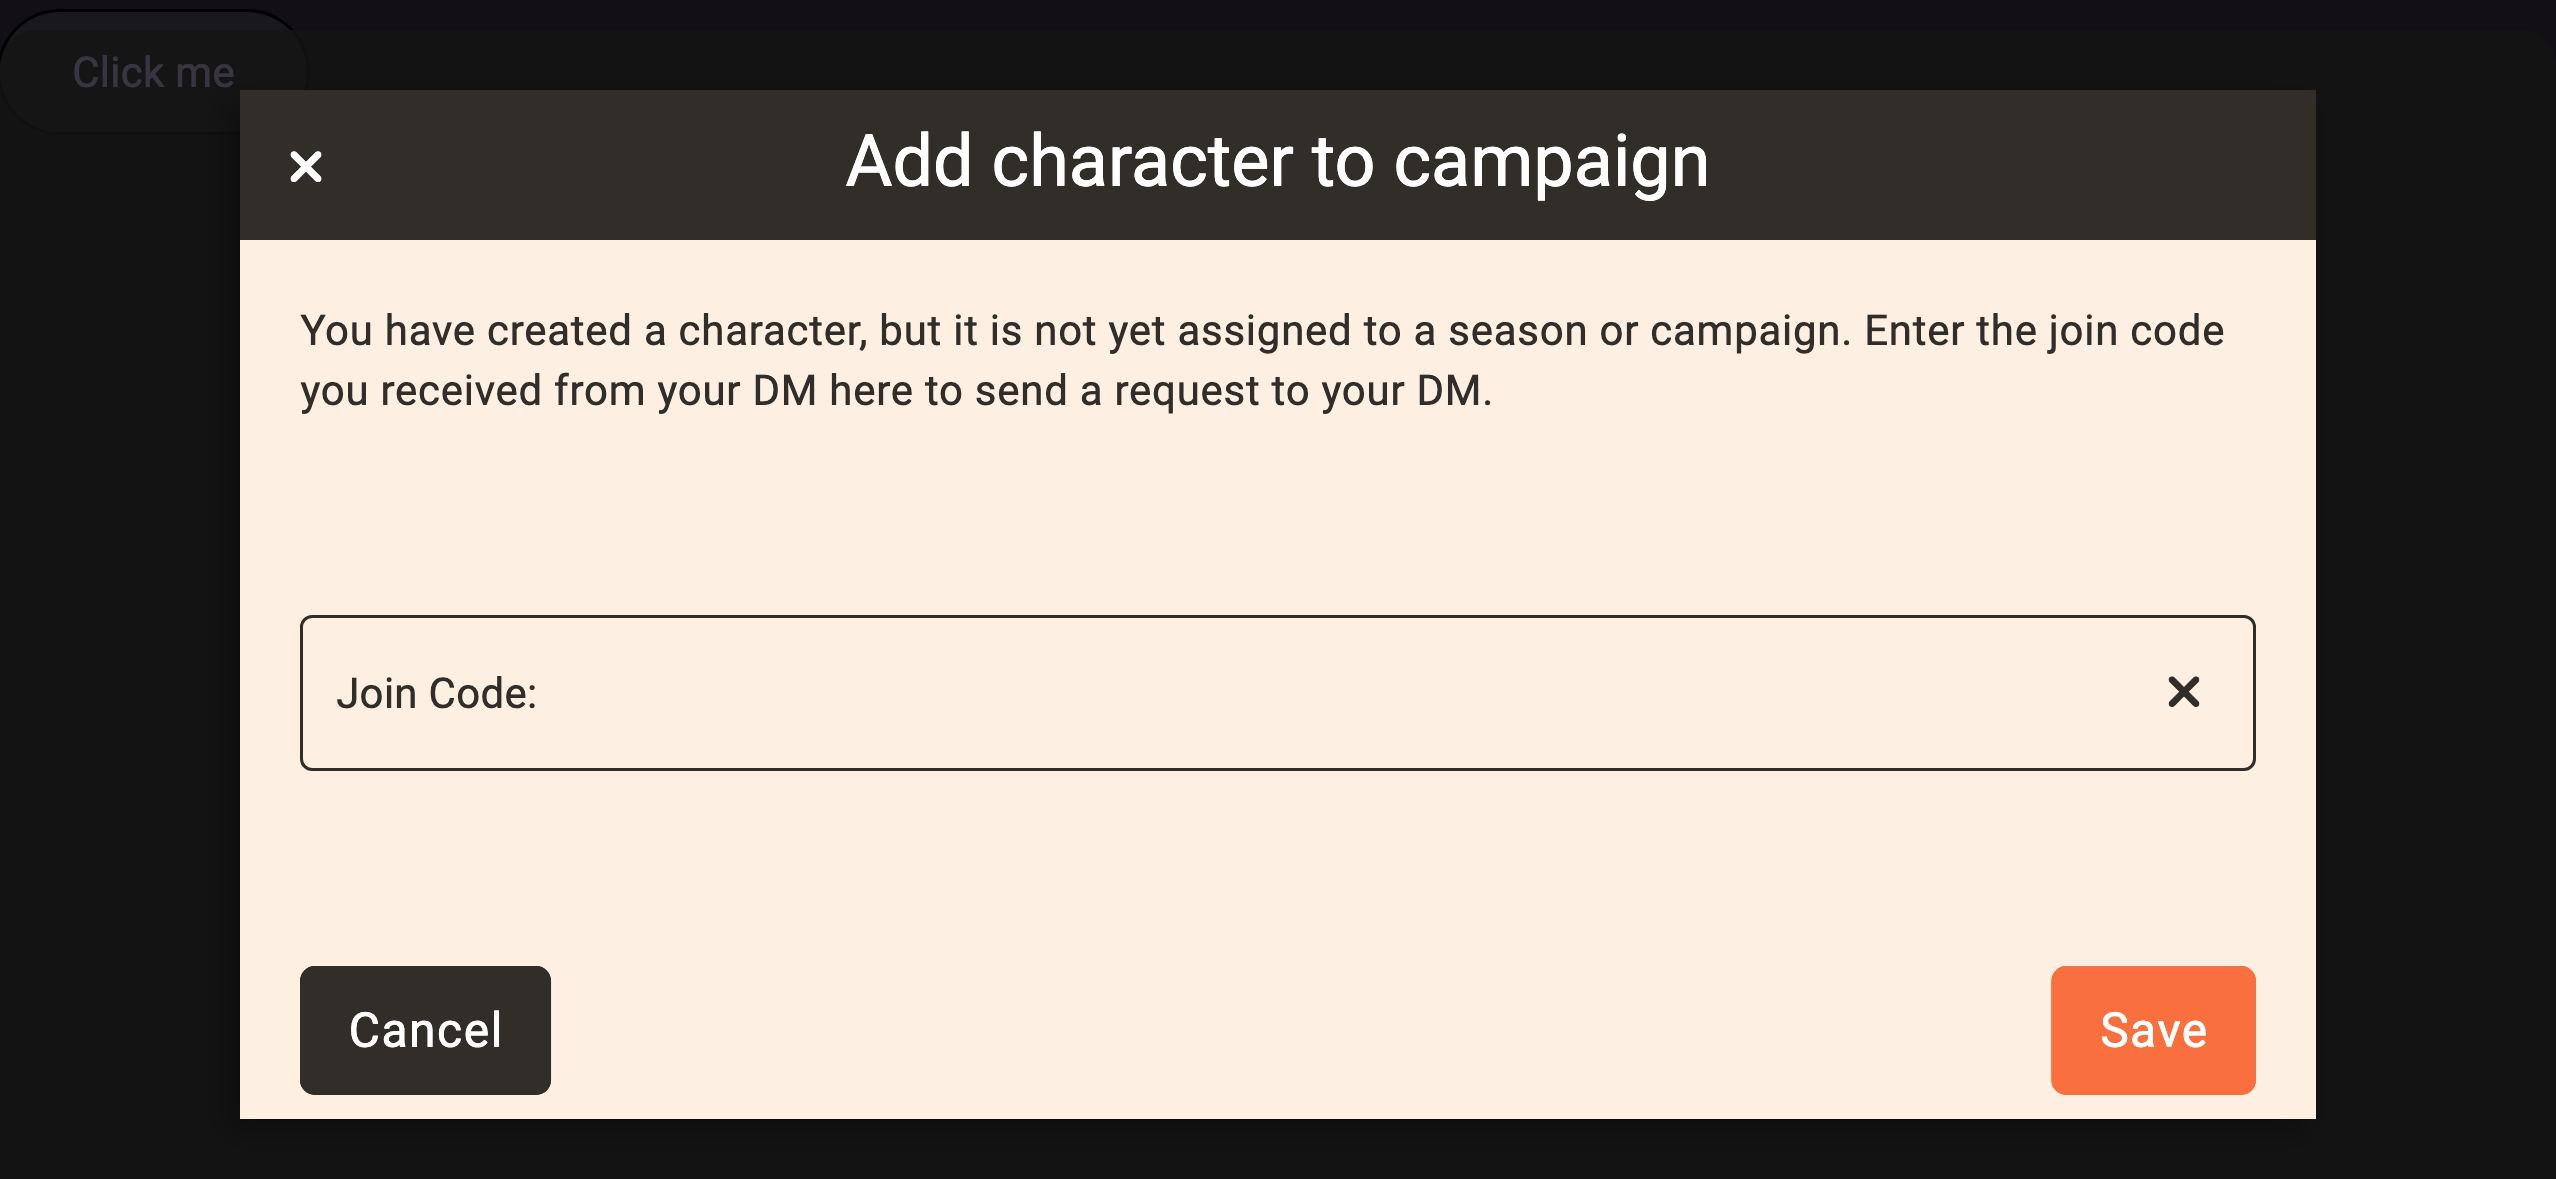 Click me
Add character to campaign
You have created a character, but it is not yet assigned to a season or campaign. Enter the join code
you received from your DM here to send a request to your DM.
Join Code:
Cancel
Save